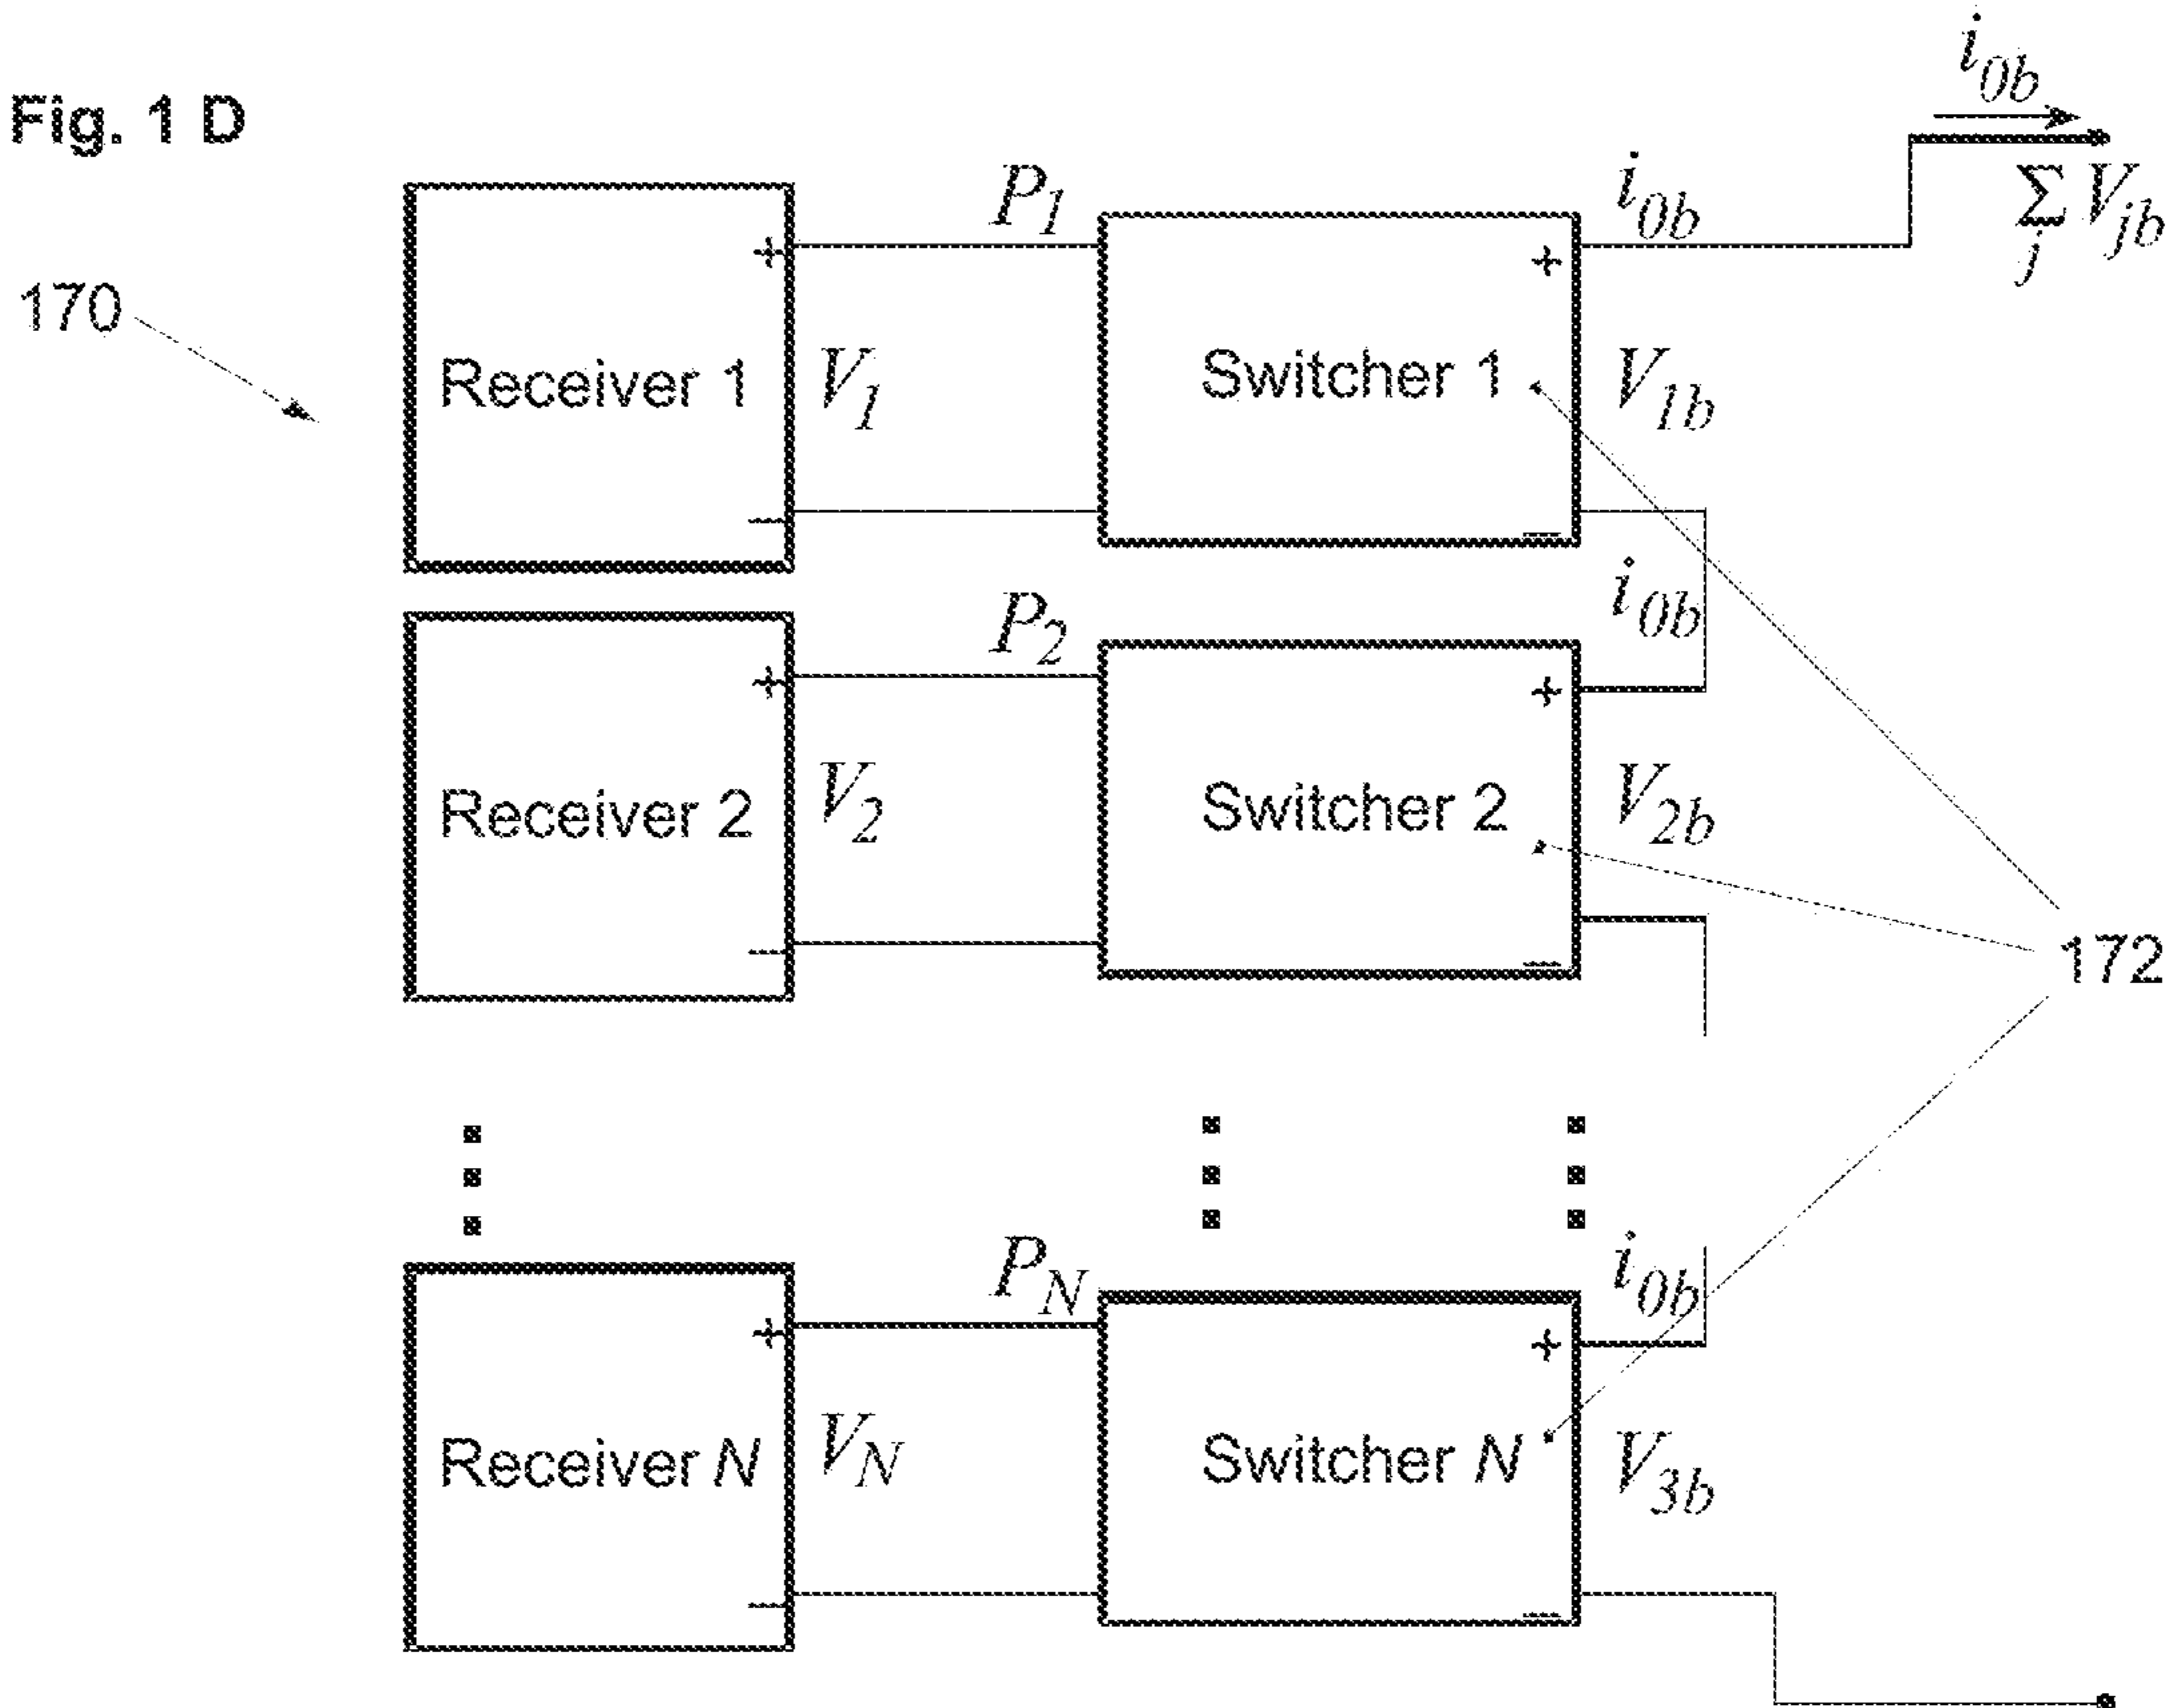 i0b
Fig. 1 D
∑j Vjb
P1
i0b
+
+
170
Receiver 1
V1
Switcher 1
V1b
−
−
i0b
P2
+
+
Receiver 2
V2
Switcher 2
V2b
−
−
172
PN
i0b
+
+
Receiver N
VN
Switcher N
V3b
−
−